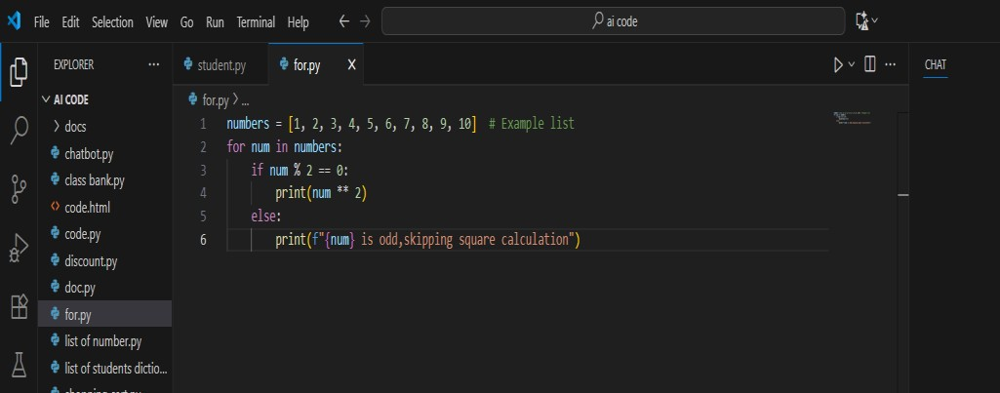 File Edit Selection View Go Run Terminal Help
ai code
EXPLORER ...
student.py
for.py X
CHAT
AI CODE
for.py > ...
docs
chatbot.py
class bank.py
code.html
code.py
discount.py
doc.py
for.py
list of number.py
list of students dictio...
1 numbers = [1, 2, 3, 4, 5, 6, 7, 8, 9, 10]  # Example list
2 for num in numbers:
3     if num % 2 == 0:
4         print(num ** 2)
5     else:
6         print(f"{num} is odd,skipping square calculation")